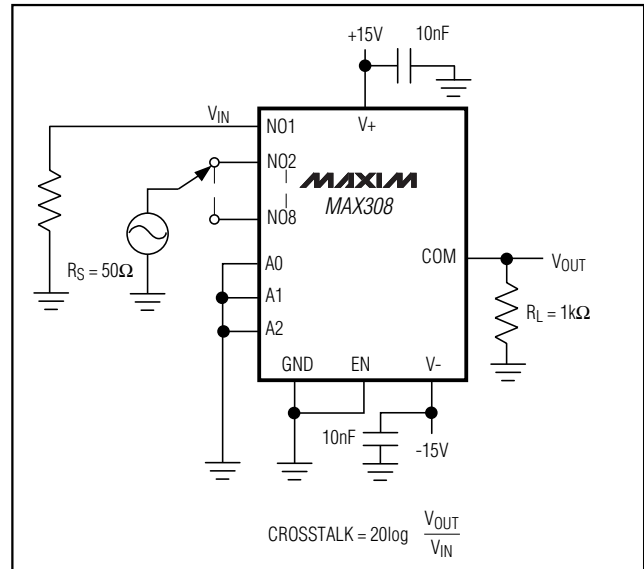 +15V
10nF
VIN
NO1
V+
NO2
MAXIM
MAX308
NO8
COM
VOUT
RS = 50Ω
A0
A1
A2
RL = 1kΩ
GND
EN
V-
10nF
-15V
CROSSTALK = 20log VOUT
VIN